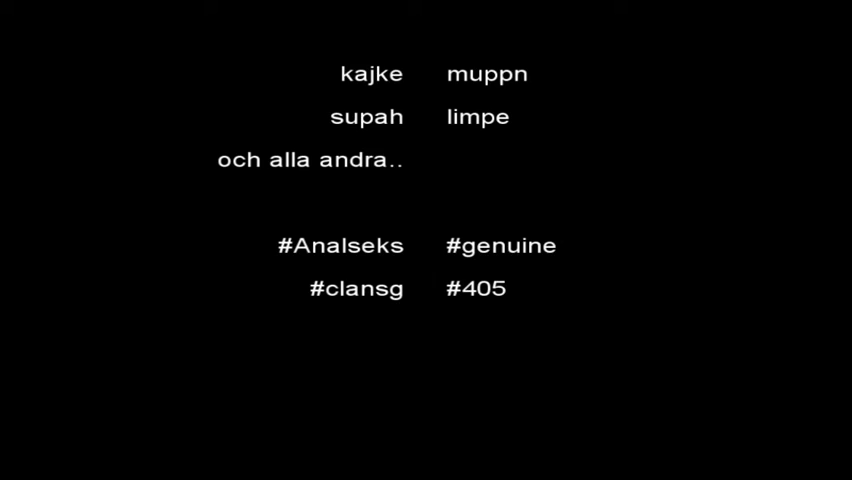 kajke muppn
supah limpe
och alla andra..
#Analseks #genuine
#clansg #405